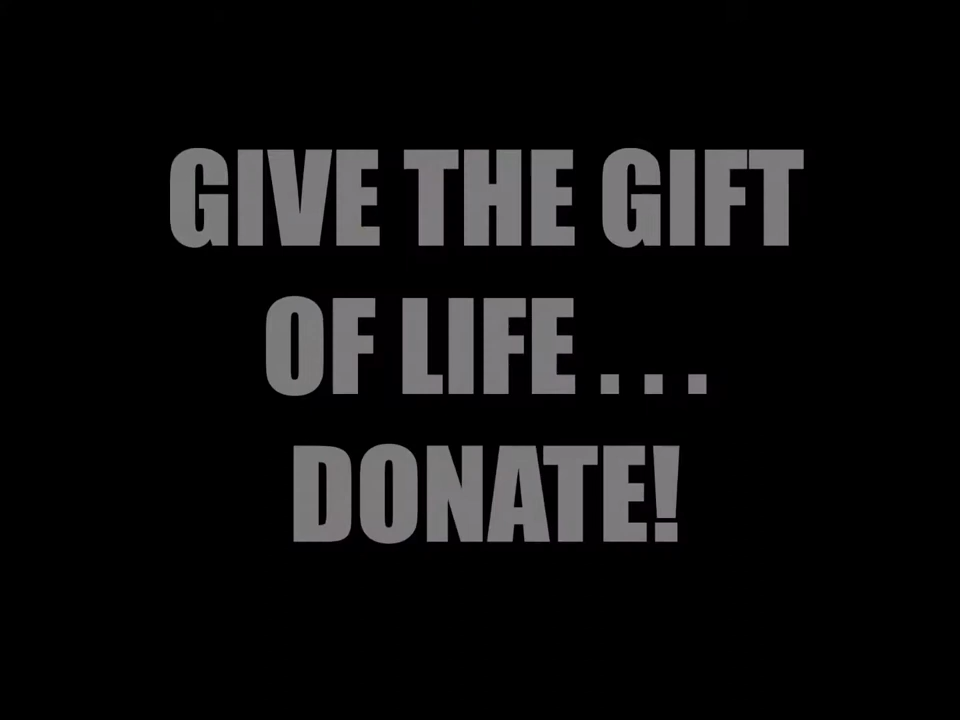 GIVE THE GIFT
OF LIFE . . .
DONATE!